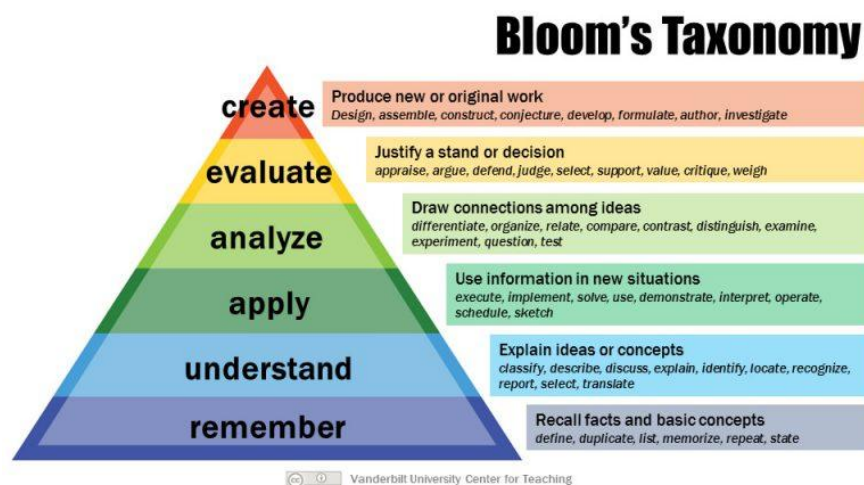 Bloom's Taxonomy
create
Produce new or original work
Design, assemble, construct, conjecture, develop, formulate, author, investigate
evaluate
Justify a stand or decision
appraise, argue, defend, judge, select, support, value, critique, weigh
analyze
Draw connections among ideas
differentiate, organize, relate, compare, contrast, distinguish, examine,
experiment, question, test
apply
Use information in new situations
execute, implement, solve, use, demonstrate, interpret, operate,
schedule, sketch
understand
Explain ideas or concepts
classify, describe, discuss, explain, identify, locate, recognize,
report, select, translate
remember
Recall facts and basic concepts
define, duplicate, list, memorize, repeat, state
cc Vanderbilt University Center for Teaching